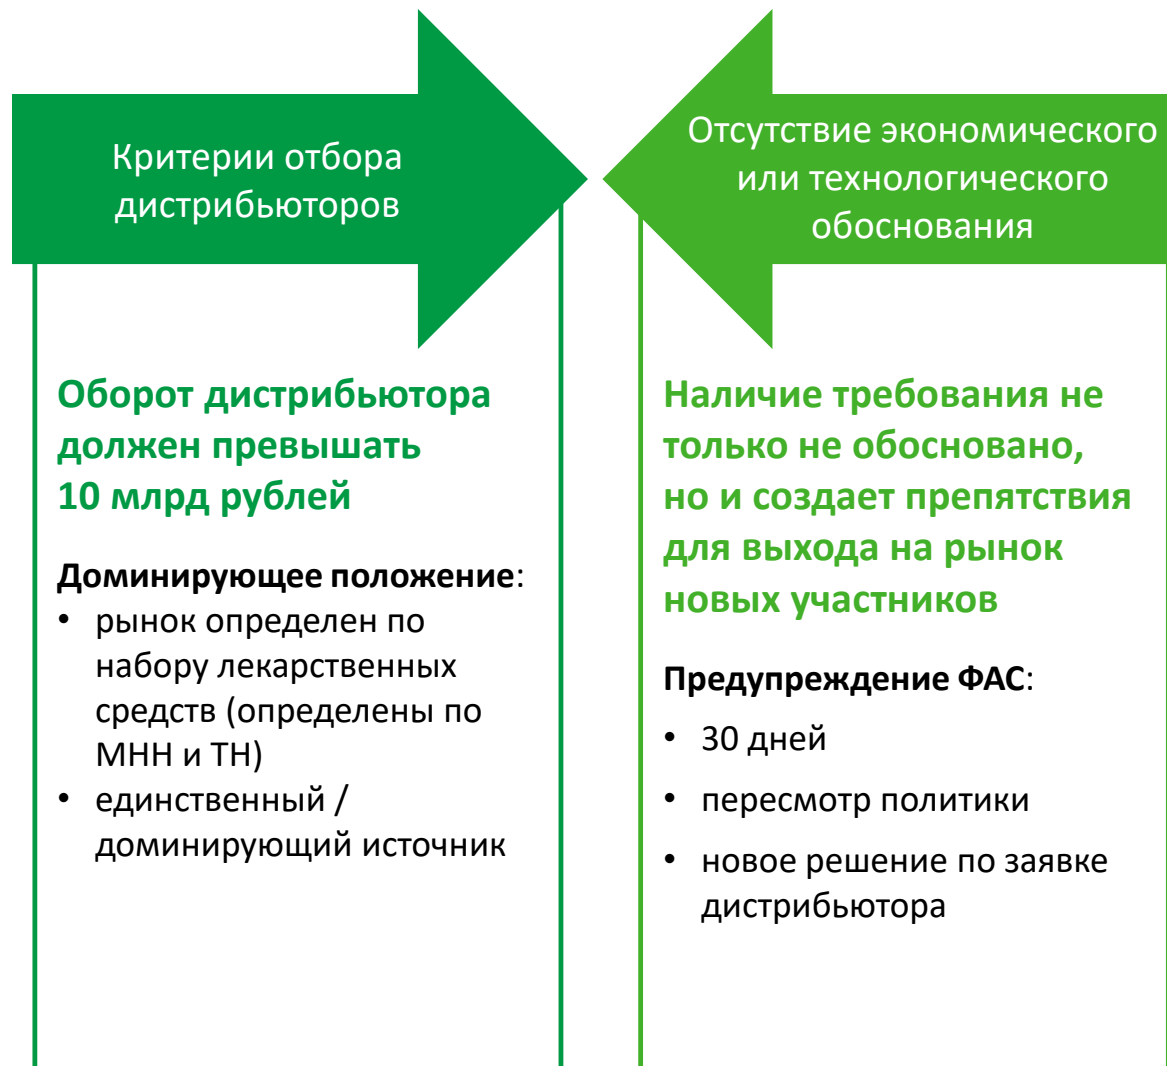 Критерии отбора
дистрибьюторов
Оборот дистрибьютора
должен превышать
10 млрд рублей
Доминирующее положение:
• рынок определен по
набору лекарственных
средств (определены по
МНН и ТН)
• единственный /
доминирующий источник
Отсутствие экономического
или технологического
обоснования
Наличие требования не
только не обосновано,
но и создает препятствия
для выхода на рынок
новых участников
Предупреждение ФАС:
• 30 дней
• пересмотр политики
• новое решение по заявке
дистрибьютора